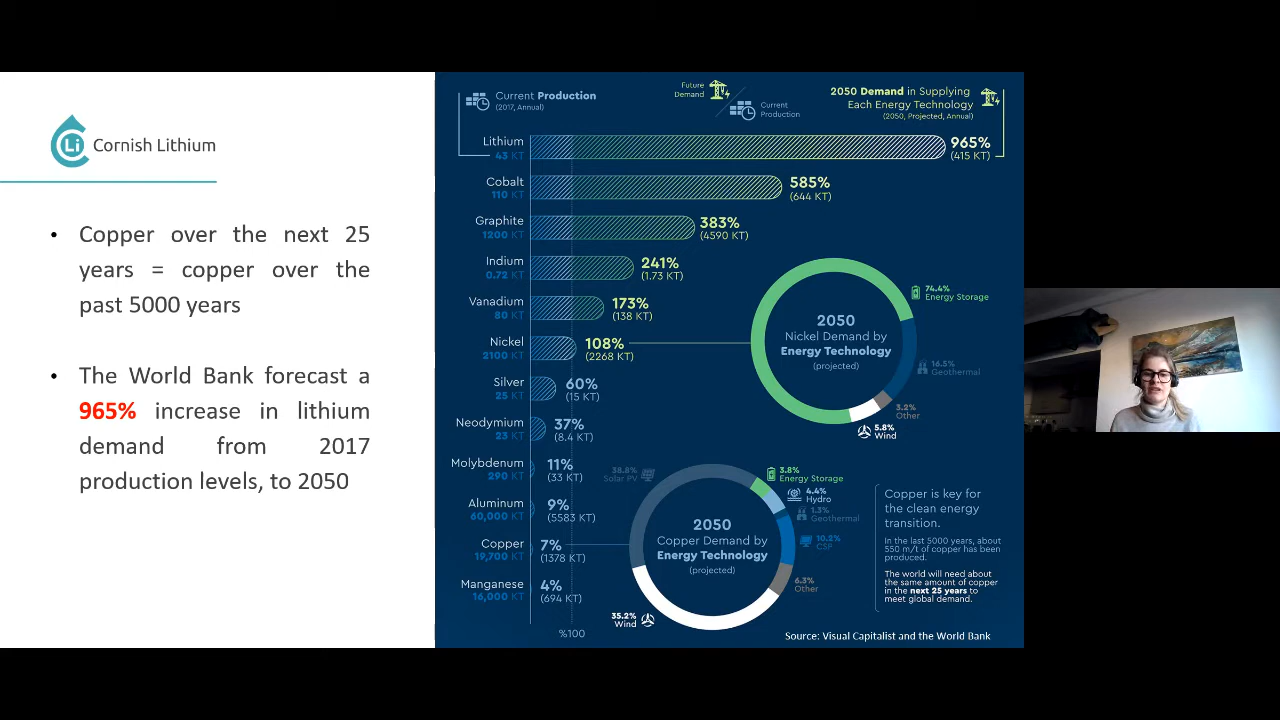 Cornish Lithium
Li
• Copper over the next 25
years = copper over the
past 5000 years
• The World Bank forecast a
965% increase in lithium
demand from 2017
production levels, to 2050
Current Production
(2017, Annual)
Future
Demand
Current
Production
2050 Demand in Supplying
Each Energy Technology
(2050, Projected, Annual)
Lithium
43 KT
965%
(415 KT)
Cobalt
110 KT
585%
(644 KT)
Graphite
1200 KT
383%
(4590 KT)
Indium
0.72 KT
241%
(1.73 KT)
Vanadium
80 KT
173%
(138 KT)
Nickel
2100 KT
108%
(2268 KT)
Silver
25 KT
60%
(15 KT)
Neodymium
23 KT
37%
(8.4 KT)
Molybdenum
290 KT
11%
(33 KT)
Aluminum
60,000 KT
9%
(5583 KT)
Copper
19,700 KT
7%
(1378 KT)
Manganese
16,000 KT
4%
(694 KT)
%100
2050
Nickel Demand by
Energy Technology
(projected)
74.4%
Energy Storage
16.5%
Geothermal
3.2%
Other
5.8%
Wind
2050
Copper Demand by
Energy Technology
(projected)
38.8%
Solar PV
3.8%
Energy Storage
4.4%
Hydro
1.3%
Geothermal
10.2%
CSP
6.3%
Other
35.2%
Wind
Copper is key for
the clean energy
transition.
In the last 5000 years, about
550 m/t of copper has been
produced.
The world will need about
the same amount of copper
in the next 25 years to
meet global demand.
Source: Visual Capitalist and the World Bank